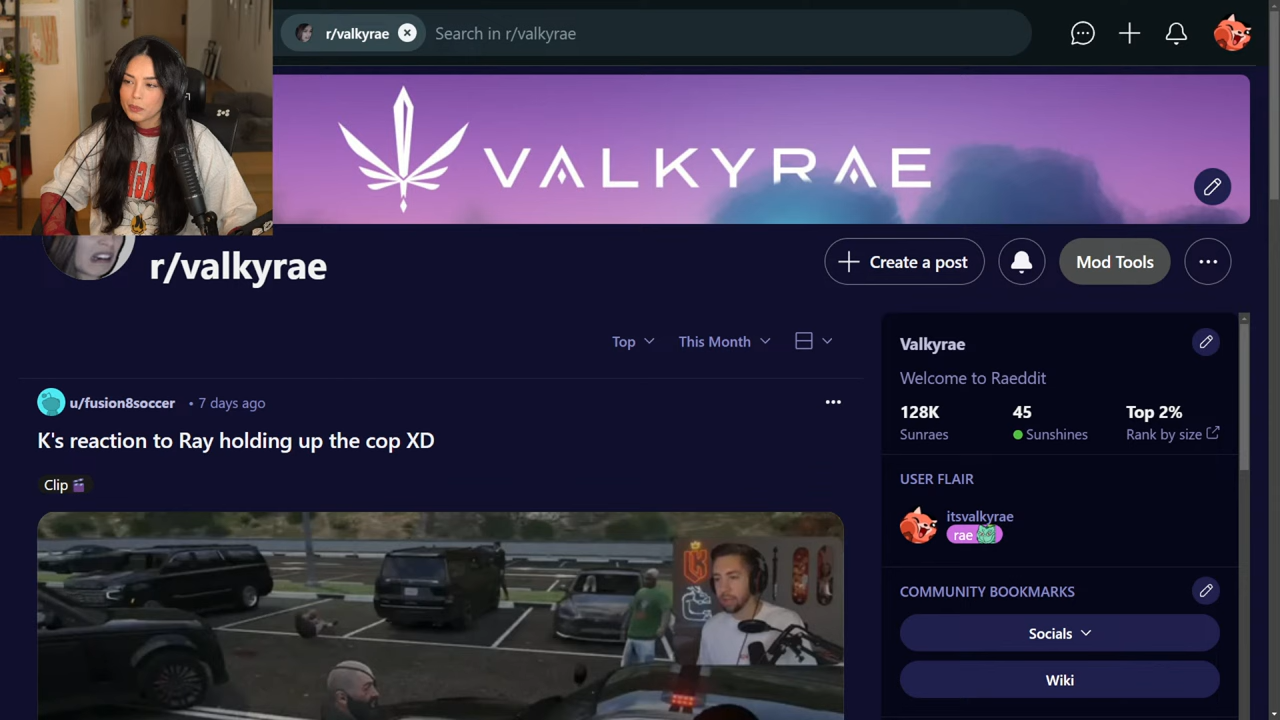 r/valkyrae
Search in r/valkyrae
VALKYRAE
r/valkyrae
Create a post
Mod Tools
Top
This Month
u/fusion8soccer • 7 days ago
K's reaction to Ray holding up the cop XD
Clip
Valkyrae
Welcome to Raeddit
128K 45 Top 2%
Sunraes Sunshines Rank by size
USER FLAIR
itsvalkyrae
rae
COMMUNITY BOOKMARKS
Socials
Wiki